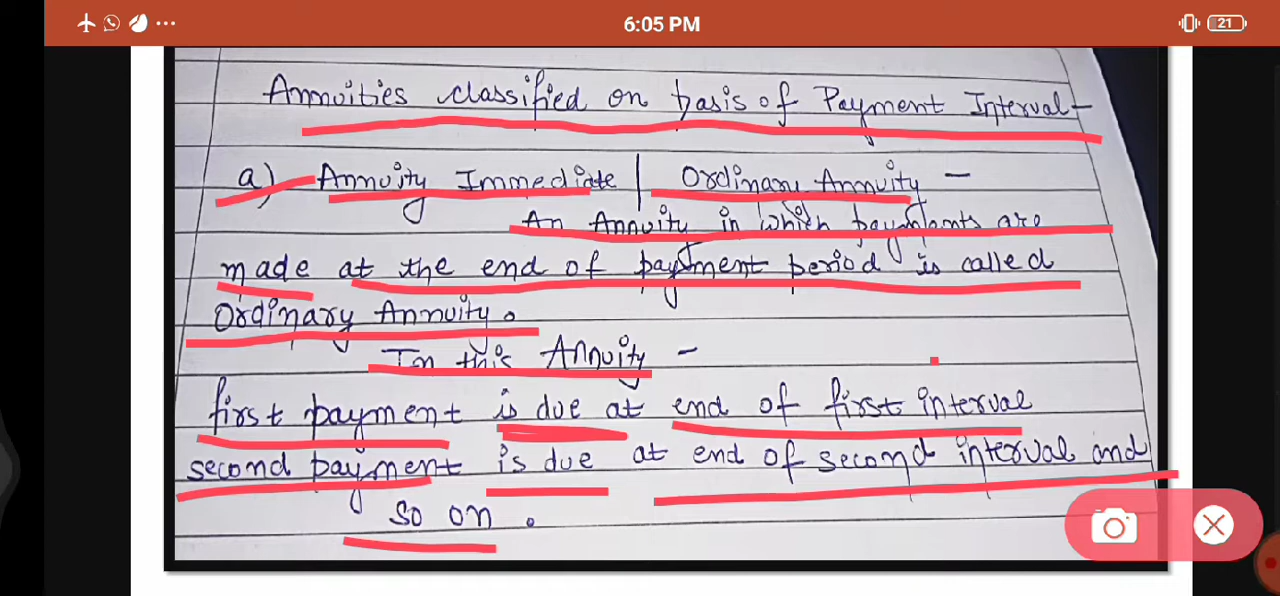 6:05 PM
21
Annuities classified on basis of Payment Interval-
a) Annuity Immediate | Ordinary Annuity -
An Annuity in which payments are
made at the end of payment period is called
Ordinary Annuity.
In this Annuity -
first payment is due at end of first interval
second payment is due at end of second interval and
so on.